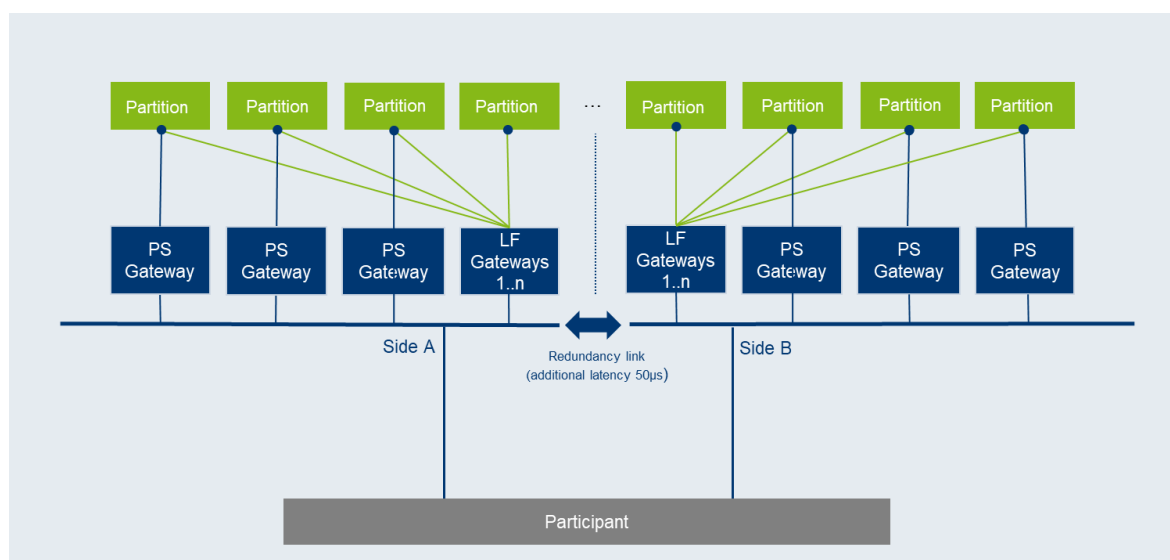 Partition Partition Partition Partition ... Partition Partition Partition Partition
PS Gateway
PS Gateway
PS Gateway
LF Gateways 1..n
LF Gateways 1..n
PS Gateway
PS Gateway
PS Gateway
Side A
Side B
Redundancy link
(additional latency 50µs)
Participant